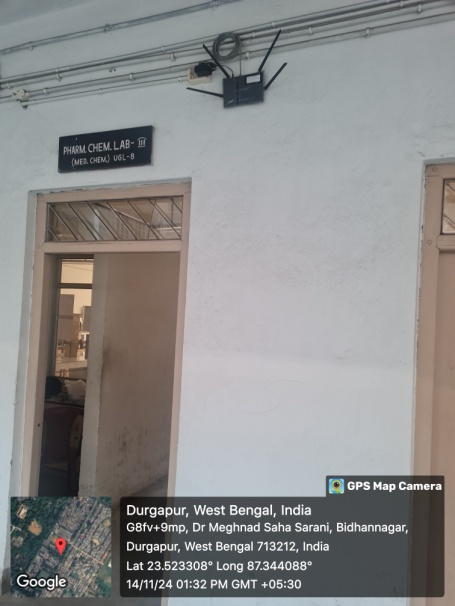 PHARM. CHEM. LAB- III
(MED. CHEM.) UGL-8
GPS Map Camera
Durgapur, West Bengal, India
G8fv+9mp, Dr Meghnad Saha Sarani, Bidhannagar,
Durgapur, West Bengal 713212, India
Lat 23.523308° Long 87.344088°
14/11/24 01:32 PM GMT +05:30
Google